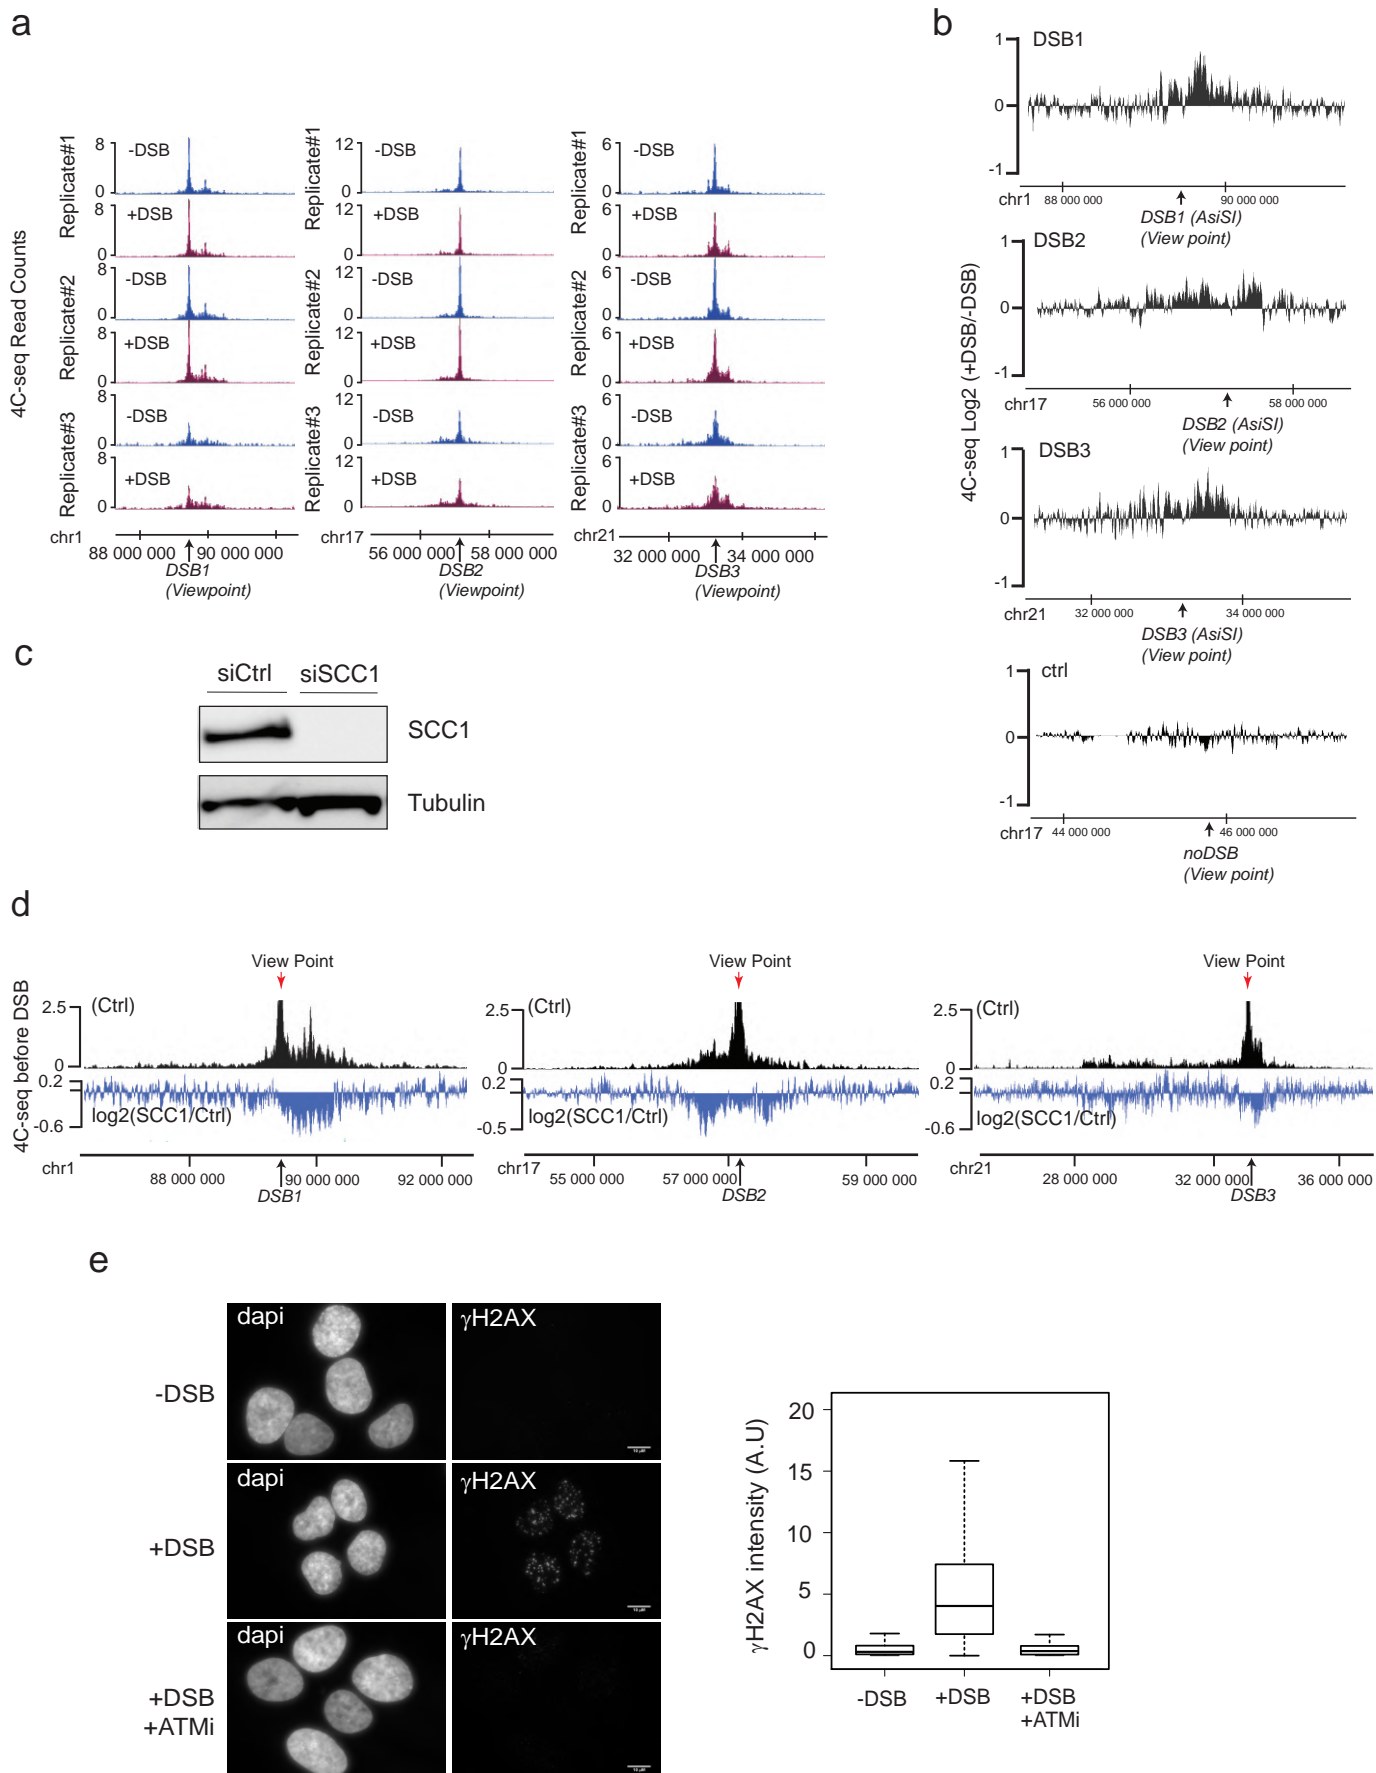 a
4C-seq Read Counts
Replicate#1
8
-DSB
0
8
+DSB
0
Replicate#2
8
-DSB
0
8
+DSB
0
Replicate#3
8
-DSB
0
8
+DSB
0
chr1
88 000 000
90 000 000
DSB1
(Viewpoint)
Replicate#1
12
-DSB
0
12
+DSB
0
Replicate#2
12
-DSB
0
12
+DSB
0
Replicate#3
12
-DSB
0
12
+DSB
0
chr17
56 000 000
58 000 000
DSB2
(Viewpoint)
Replicate#1
6
-DSB
0
6
+DSB
0
Replicate#2
6
-DSB
0
6
+DSB
0
Replicate#3
6
-DSB
0
6
+DSB
0
chr21
32 000 000
34 000 000
DSB3
(Viewpoint)
b
4C-seq Log2 (+DSB/-DSB)
1
DSB1
0
-1
chr1
88 000 000
90 000 000
DSB1 (AsiSI)
(View point)
1
DSB2
0
-1
chr17
56 000 000
58 000 000
DSB2 (AsiSI)
(View point)
1
DSB3
0
-1
chr21
32 000 000
34 000 000
DSB3 (AsiSI)
(View point)
1
ctrl
0
-1
chr17
44 000 000
46 000 000
noDSB
(View point)
c
siCtrl
siSCC1
SCC1
Tubulin
d
4C-seq before DSB
View Point
2.5
(Ctrl)
0
0.2
log2(SCC1/Ctrl)
-0.6
chr1
88 000 000
90 000 000
92 000 000
DSB1
View Point
2.5
(Ctrl)
0
0.2
log2(SCC1/Ctrl)
-0.5
chr17
55 000 000
57 000 000
59 000 000
DSB2
View Point
2.5
(Ctrl)
0
0.2
log2(SCC1/Ctrl)
-0.6
chr21
28 000 000
32 000 000
36 000 000
DSB3
e
-DSB
dapi
γH2AX
10 µm
+DSB
dapi
γH2AX
10 µm
+DSB
+ATMi
dapi
γH2AX
10 µm
γH2AX intensity (A.U)
20
15
10
5
0
-DSB
+DSB
+DSB
+ATMi